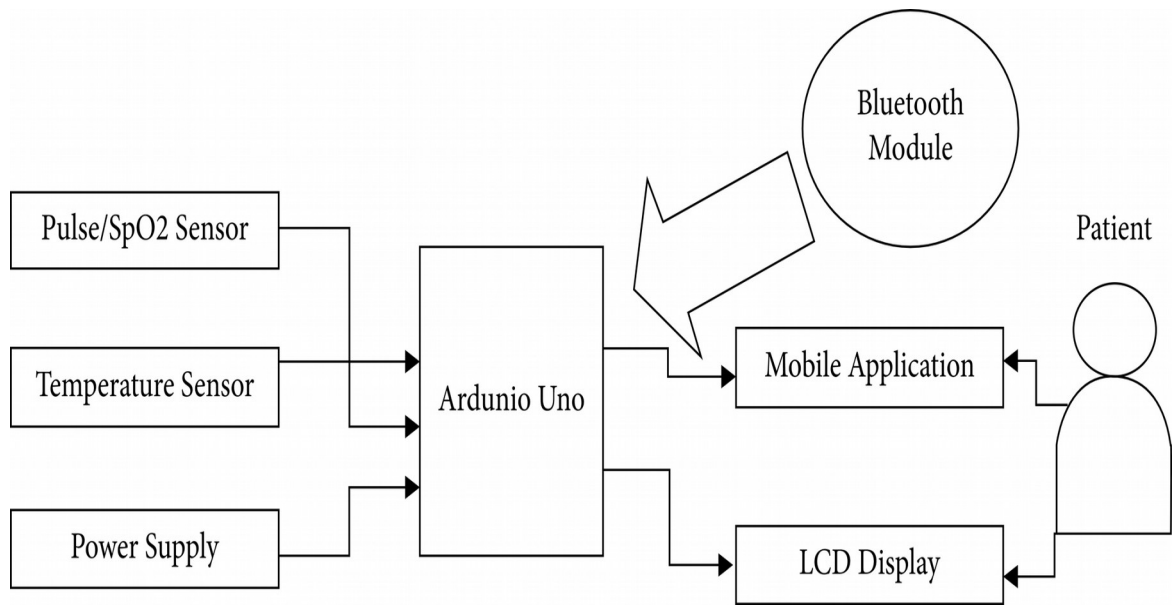 Bluetooth
Module
Pulse/SpO2 Sensor
Patient
Temperature Sensor
Ardunio Uno
Mobile Application
Power Supply
LCD Display